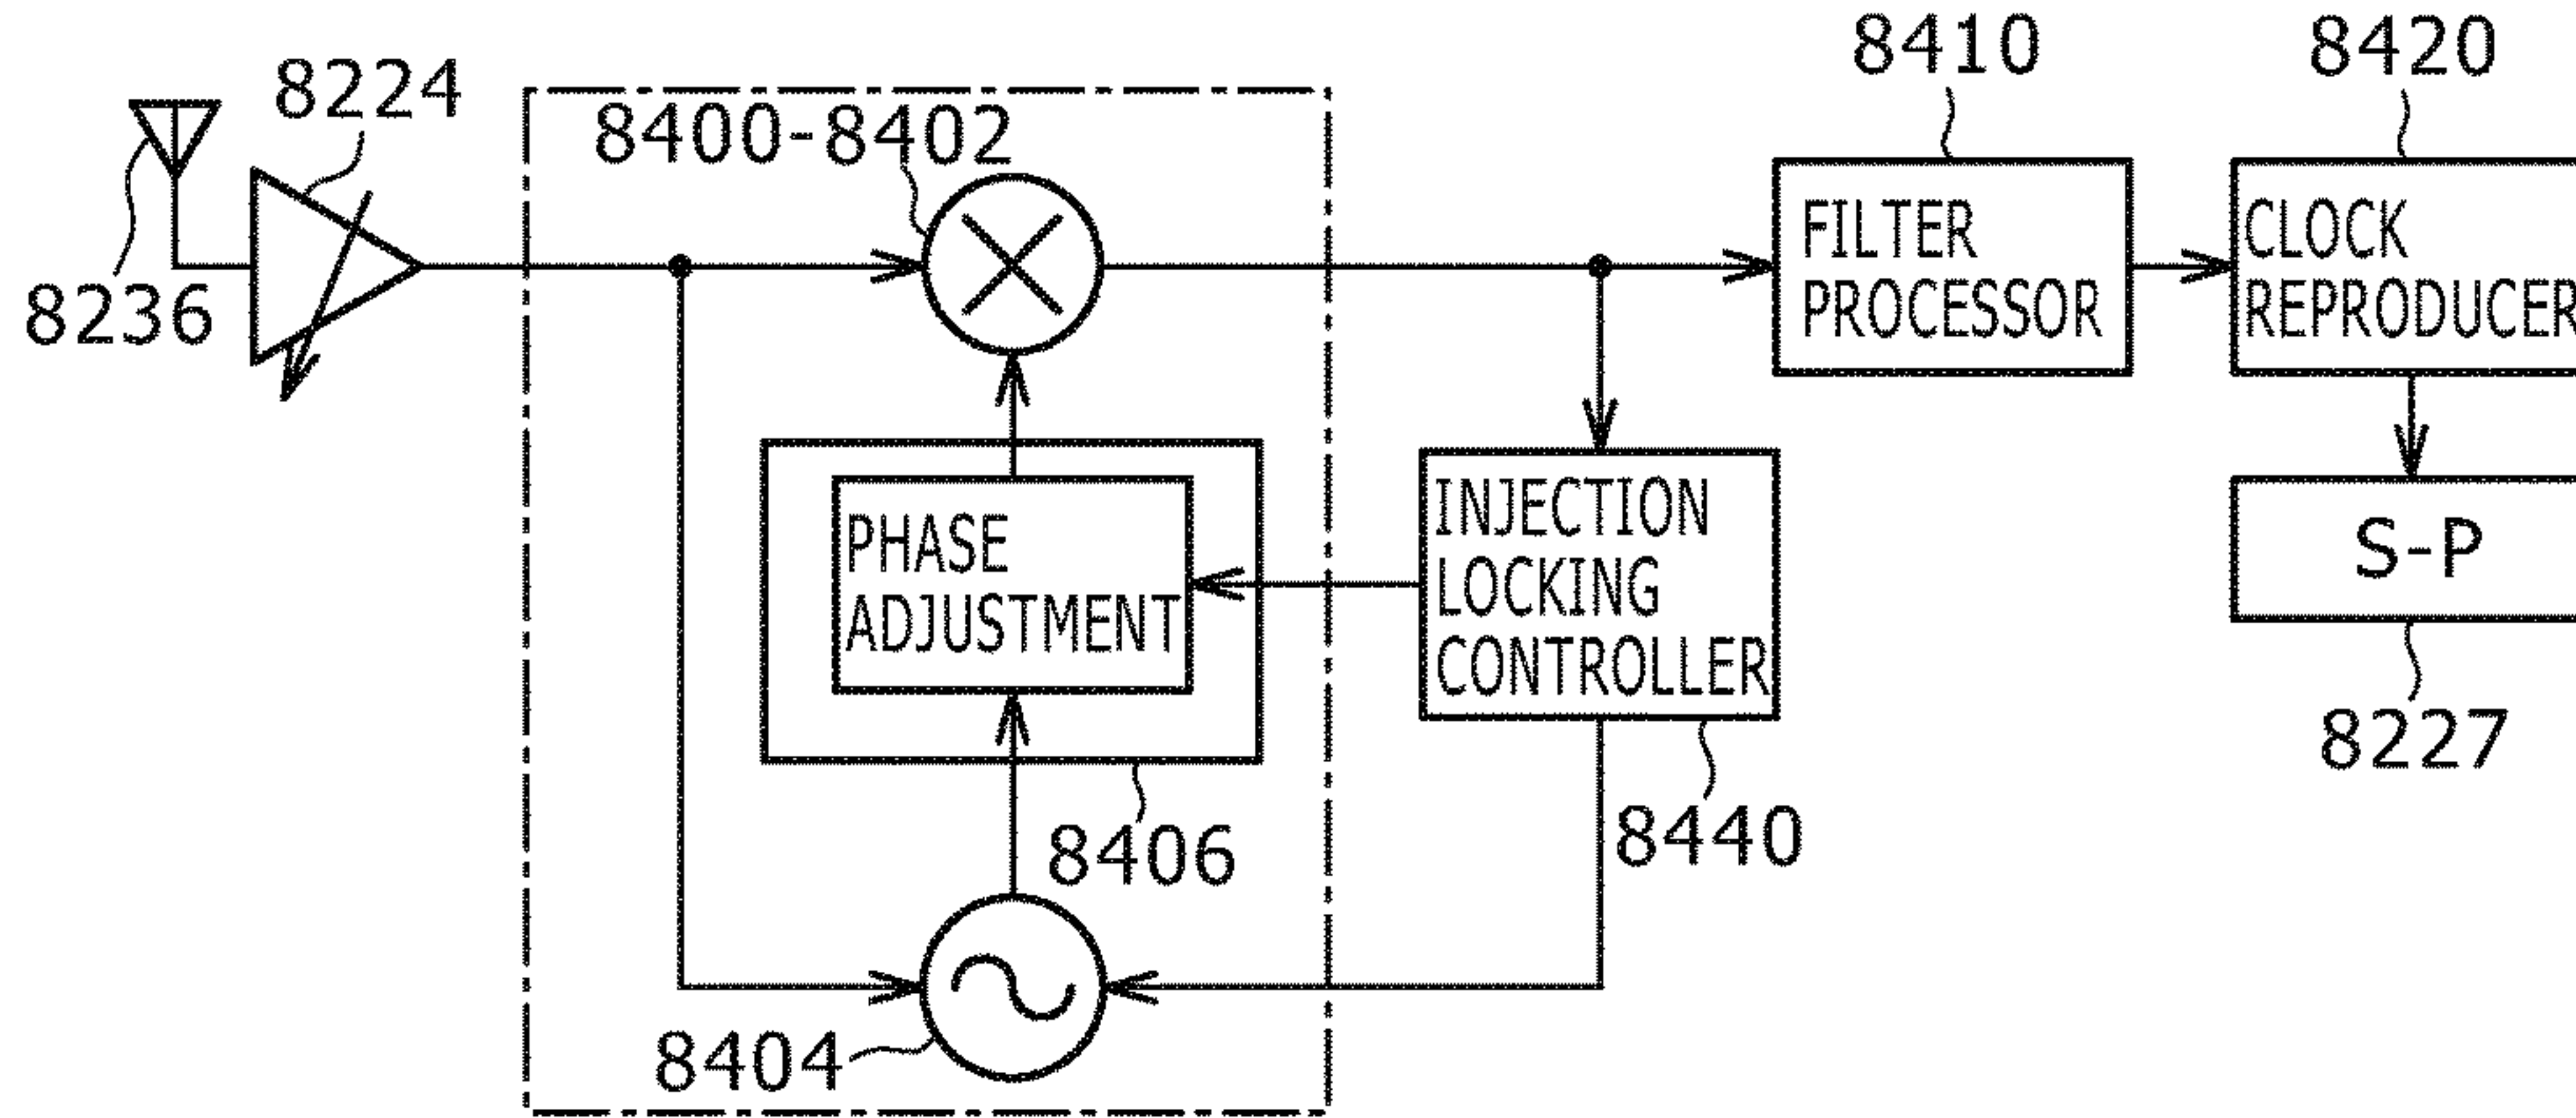 8410
8420
8224
8400-8402
8236
FILTER
PROCESSOR
CLOCK
REPRODUCER
PHASE
ADJUSTMENT
INJECTION
LOCKING
CONTROLLER
S-P
8227
8406
8440
8404